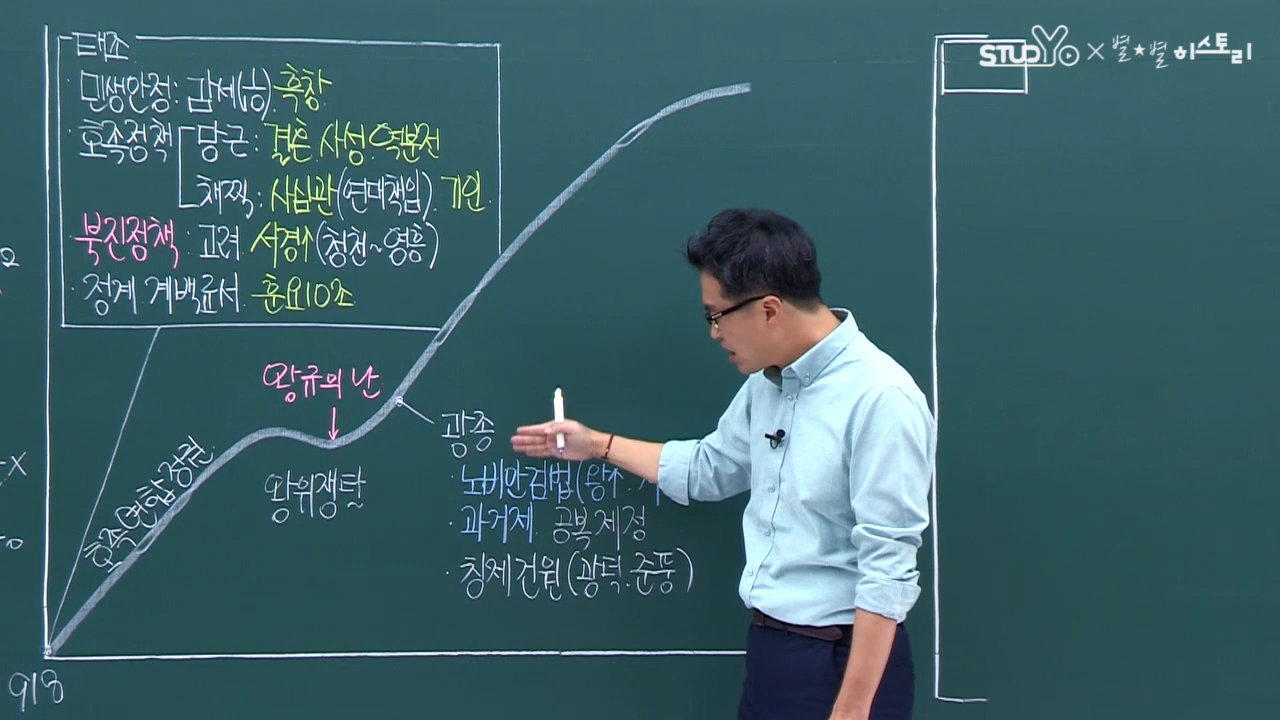 STUDYo × 별★별 히스토리
태조
· 민생안정: 감세(1/10). 흑창
· 호족정책 당근: 결혼. 사성. 역분전
채찍: 사심관(연대책임). 기인.
북진정책: 고려 서경↑(청천~영흥)
· 정계 계백료서. 훈요10조
왕규의 난
호족연합정권
왕위쟁탈
광종
· 노비안검법(왕↑.
· 과거제. 공복제정
· 칭제건원(광덕.준풍)
918
2
X